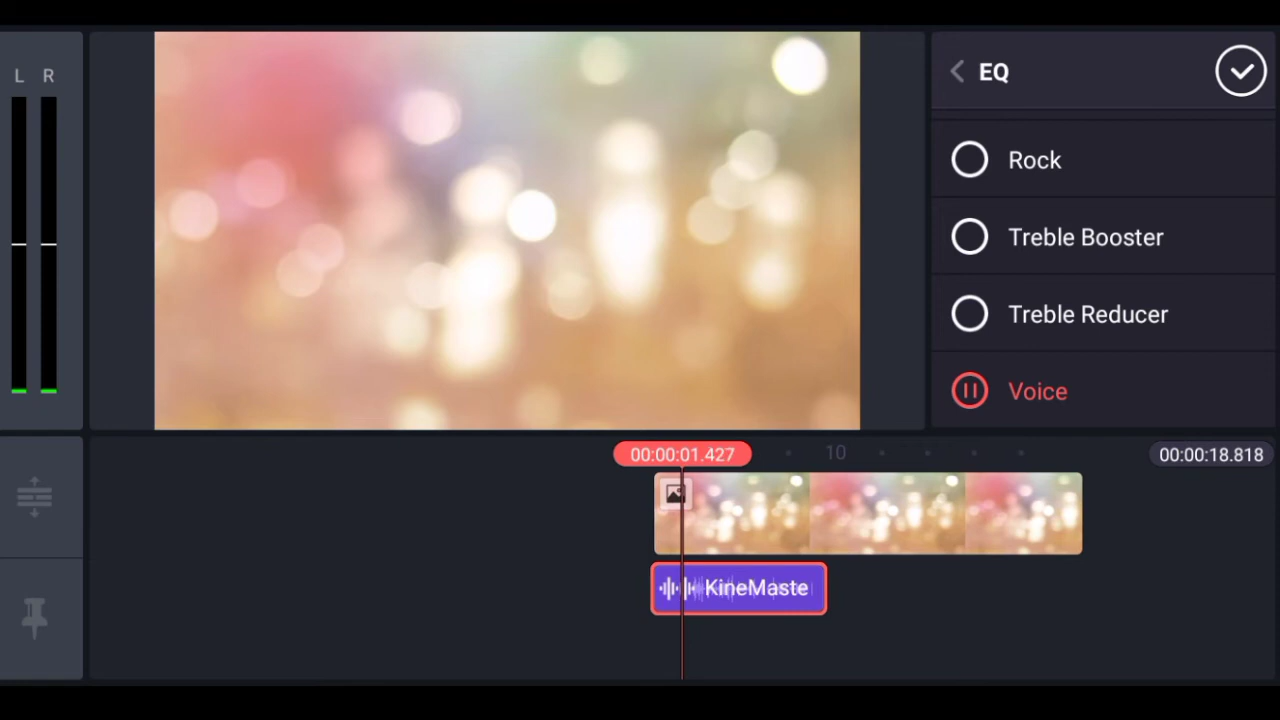 L R
EQ
Rock
Treble Booster
Treble Reducer
Voice
00:00:01.427
10
00:00:18.818
KineMaste